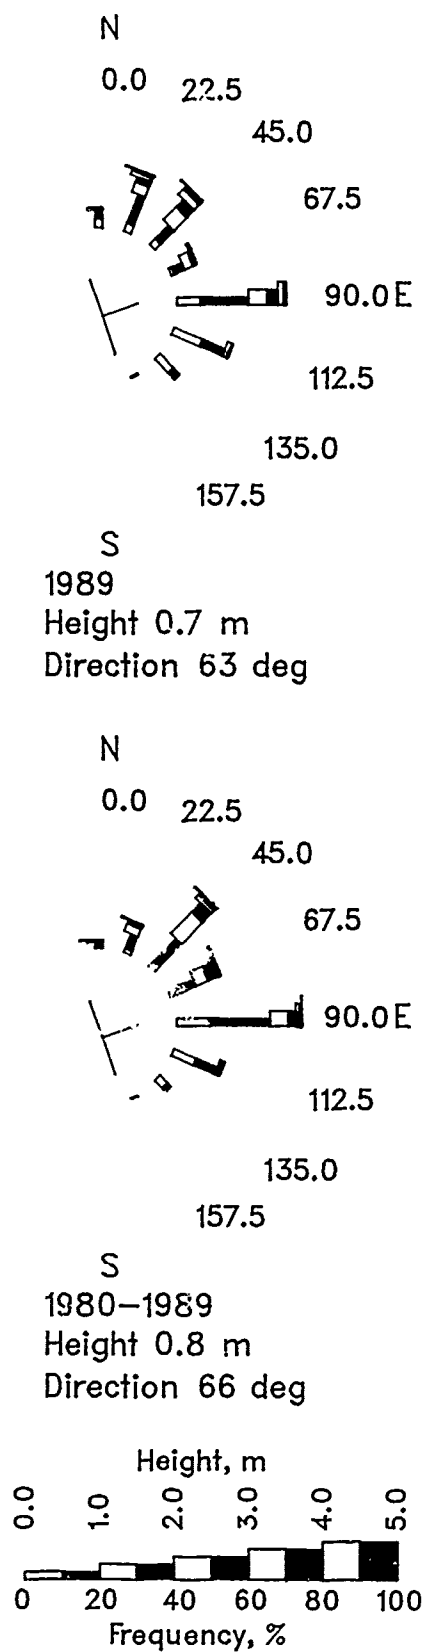 N
0.0
22.5
45.0
67.5
90.0 E
112.5
135.0
157.5
S
1989
Height 0.7 m
Direction 63 deg
N
0.0
22.5
45.0
67.5
90.0 E
112.5
135.0
157.5
S
1980-1989
Height 0.8 m
Direction 66 deg
Height, m
0.0 1.0 2.0 3.0 4.0 5.0
0 20 40 60 80 100
Frequency, %